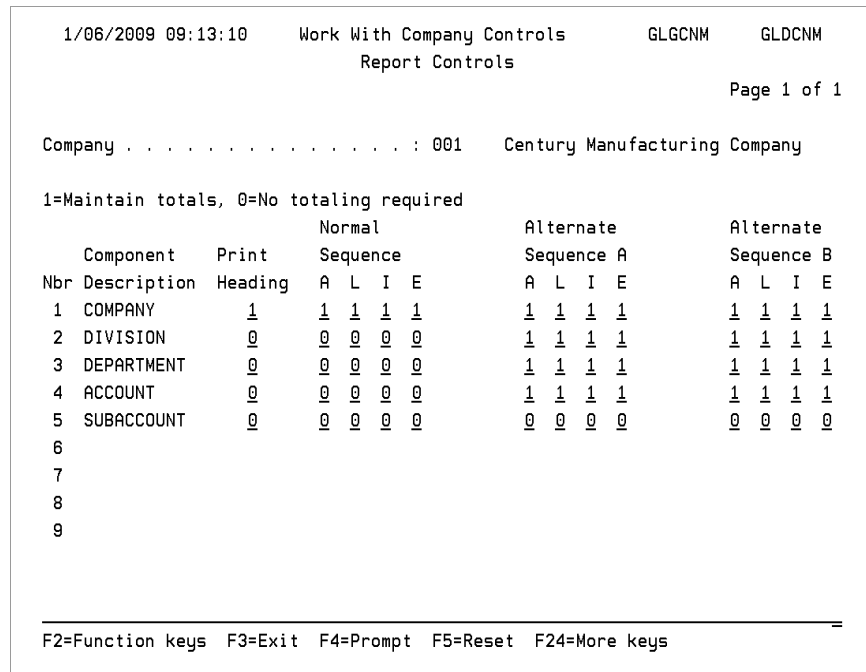 1/06/2009 09:13:10 Work With Company Controls GLGCNM GLDCNM
Report Controls
Page 1 of 1
Company . . . . . . . . . . . . . . : 001 Century Manufacturing Company
1=Maintain totals, 0=No totaling required
Normal Alternate Alternate
Component Print Sequence Sequence A Sequence B
Nbr Description Heading A L I E A L I E A L I E
1 COMPANY 1 1 1 1 1 1 1 1 1 1 1 1 1
2 DIVISION 0 0 0 0 0 1 1 1 1 1 1 1 1
3 DEPARTMENT 0 0 0 0 0 1 1 1 1 1 1 1 1
4 ACCOUNT 0 0 0 0 0 1 1 1 1 1 1 1 1
5 SUBACCOUNT 0 0 0 0 0 0 0 0 0 0 0 0 0
6
7
8
9
F2=Function keys F3=Exit F4=Prompt F5=Reset F24=More keys